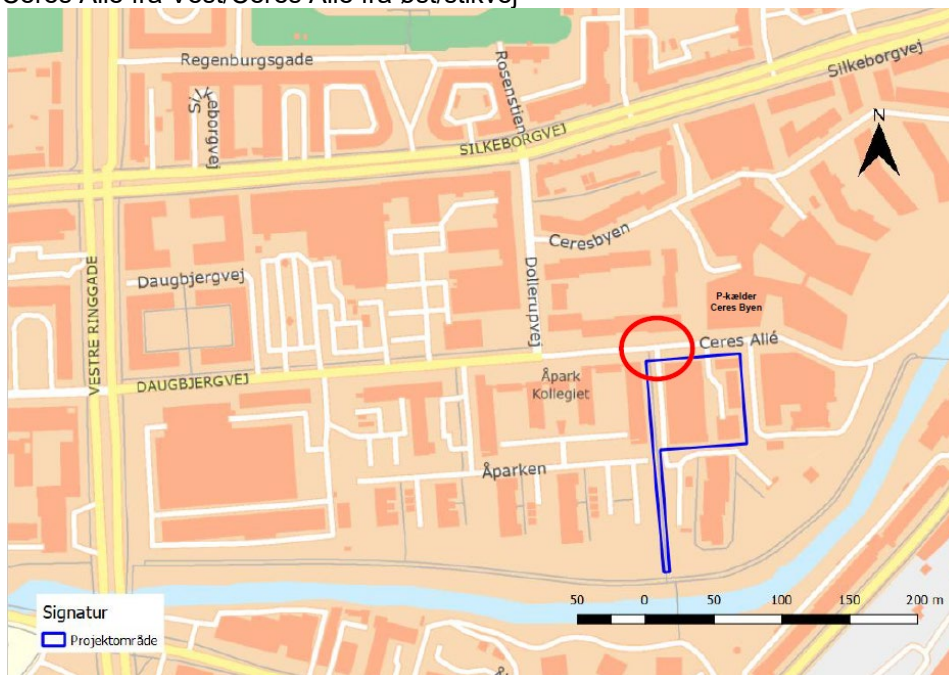 Ceres Allé fra Vest/Ceres Allé fra øst/stikvej
Regenburgsgade
Rosenstien
Silkeborgvej
Silkeborgvej
SILKEBORGVEJ
N
Ceresbyen
Daugbjergvej
Dollerupvej
P-kælder
Ceres Byen
VESTRE RINGGADE
Ceres Allé
DAUGBJERGVEJ
Åpark
Kollegiet
Åparken
Signatur
Projektområde
50 0 50 100 150 200 m